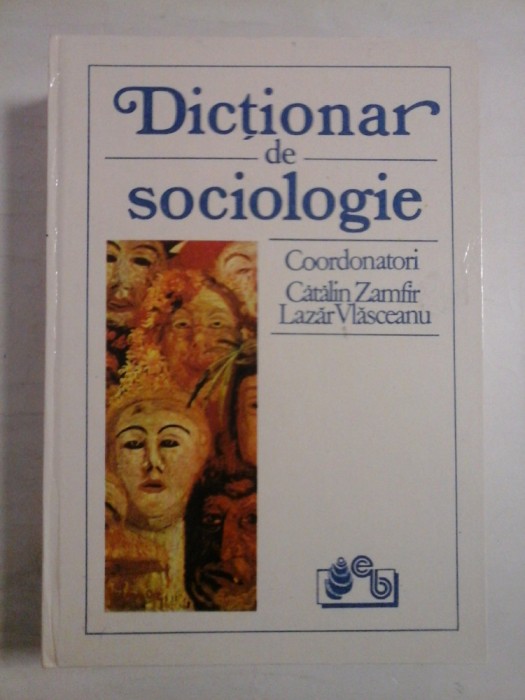 Dicționar
de
sociologie
Coordonatori
Cătălin Zamfir
Lazăr Vlăsceanu
eb